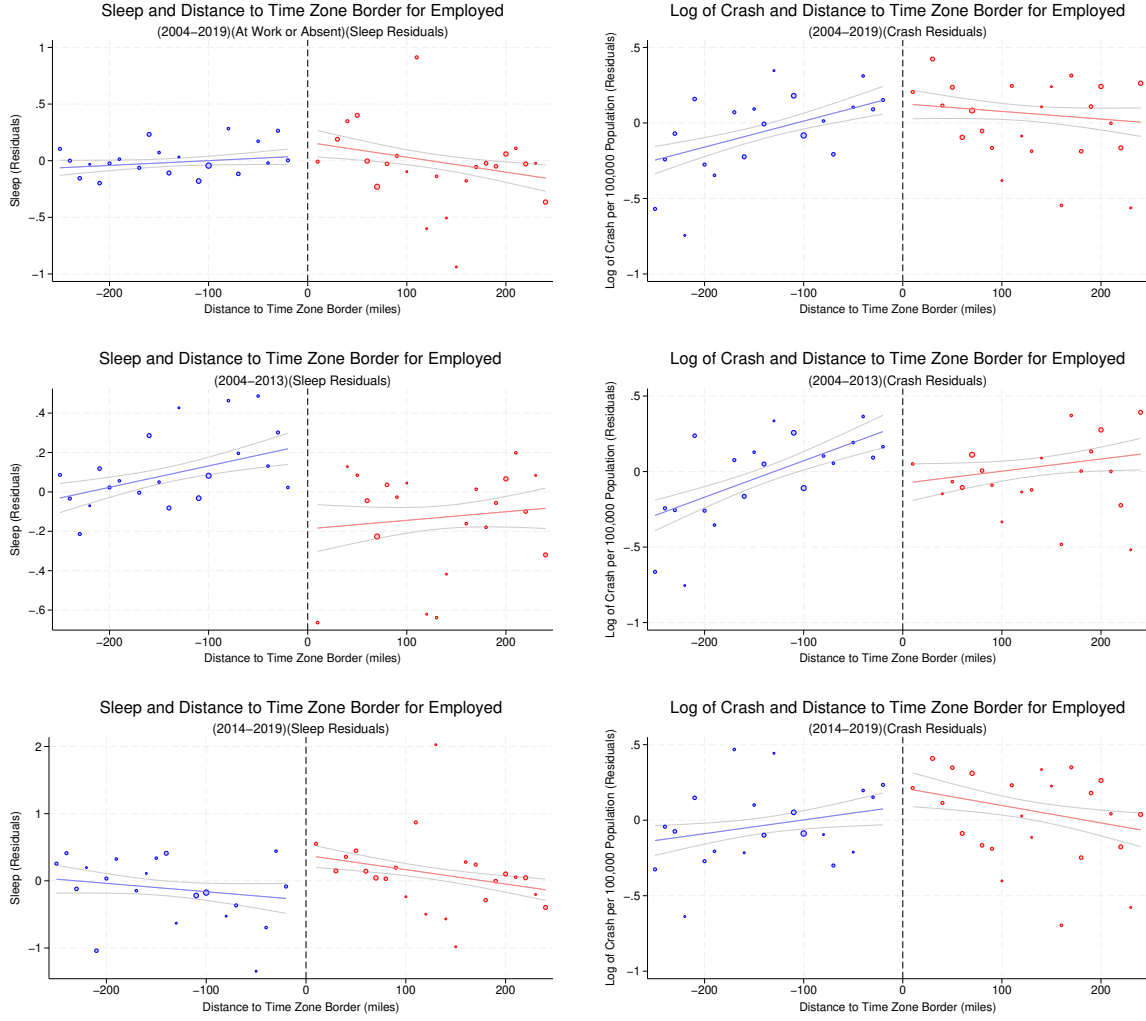 Sleep and Distance to Time Zone Border for Employed
(2004−2019)(At Work or Absent)(Sleep Residuals)
Sleep (Residuals)
1
.5
0
−.5
−1
−200
−100
0
100
200
Distance to Time Zone Border (miles)
Log of Crash and Distance to Time Zone Border for Employed
(2004−2019)(Crash Residuals)
Log of Crash per 100,000 Population (Residuals)
.5
0
−.5
−1
−200
−100
0
100
200
Distance to Time Zone Border (miles)
Sleep and Distance to Time Zone Border for Employed
(2004−2013)(Sleep Residuals)
Sleep (Residuals)
.4
.2
0
−.2
−.4
−.6
−200
−100
0
100
200
Distance to Time Zone Border (miles)
Log of Crash and Distance to Time Zone Border for Employed
(2004−2013)(Crash Residuals)
Log of Crash per 100,000 Population (Residuals)
.5
0
−.5
−1
−200
−100
0
100
200
Distance to Time Zone Border (miles)
Sleep and Distance to Time Zone Border for Employed
(2014−2019)(Sleep Residuals)
Sleep (Residuals)
2
1
0
−1
−200
−100
0
100
200
Distance to Time Zone Border (miles)
Log of Crash and Distance to Time Zone Border for Employed
(2014−2019)(Crash Residuals)
Log of Crash per 100,000 Population (Residuals)
.5
0
−.5
−1
−200
−100
0
100
200
Distance to Time Zone Border (miles)